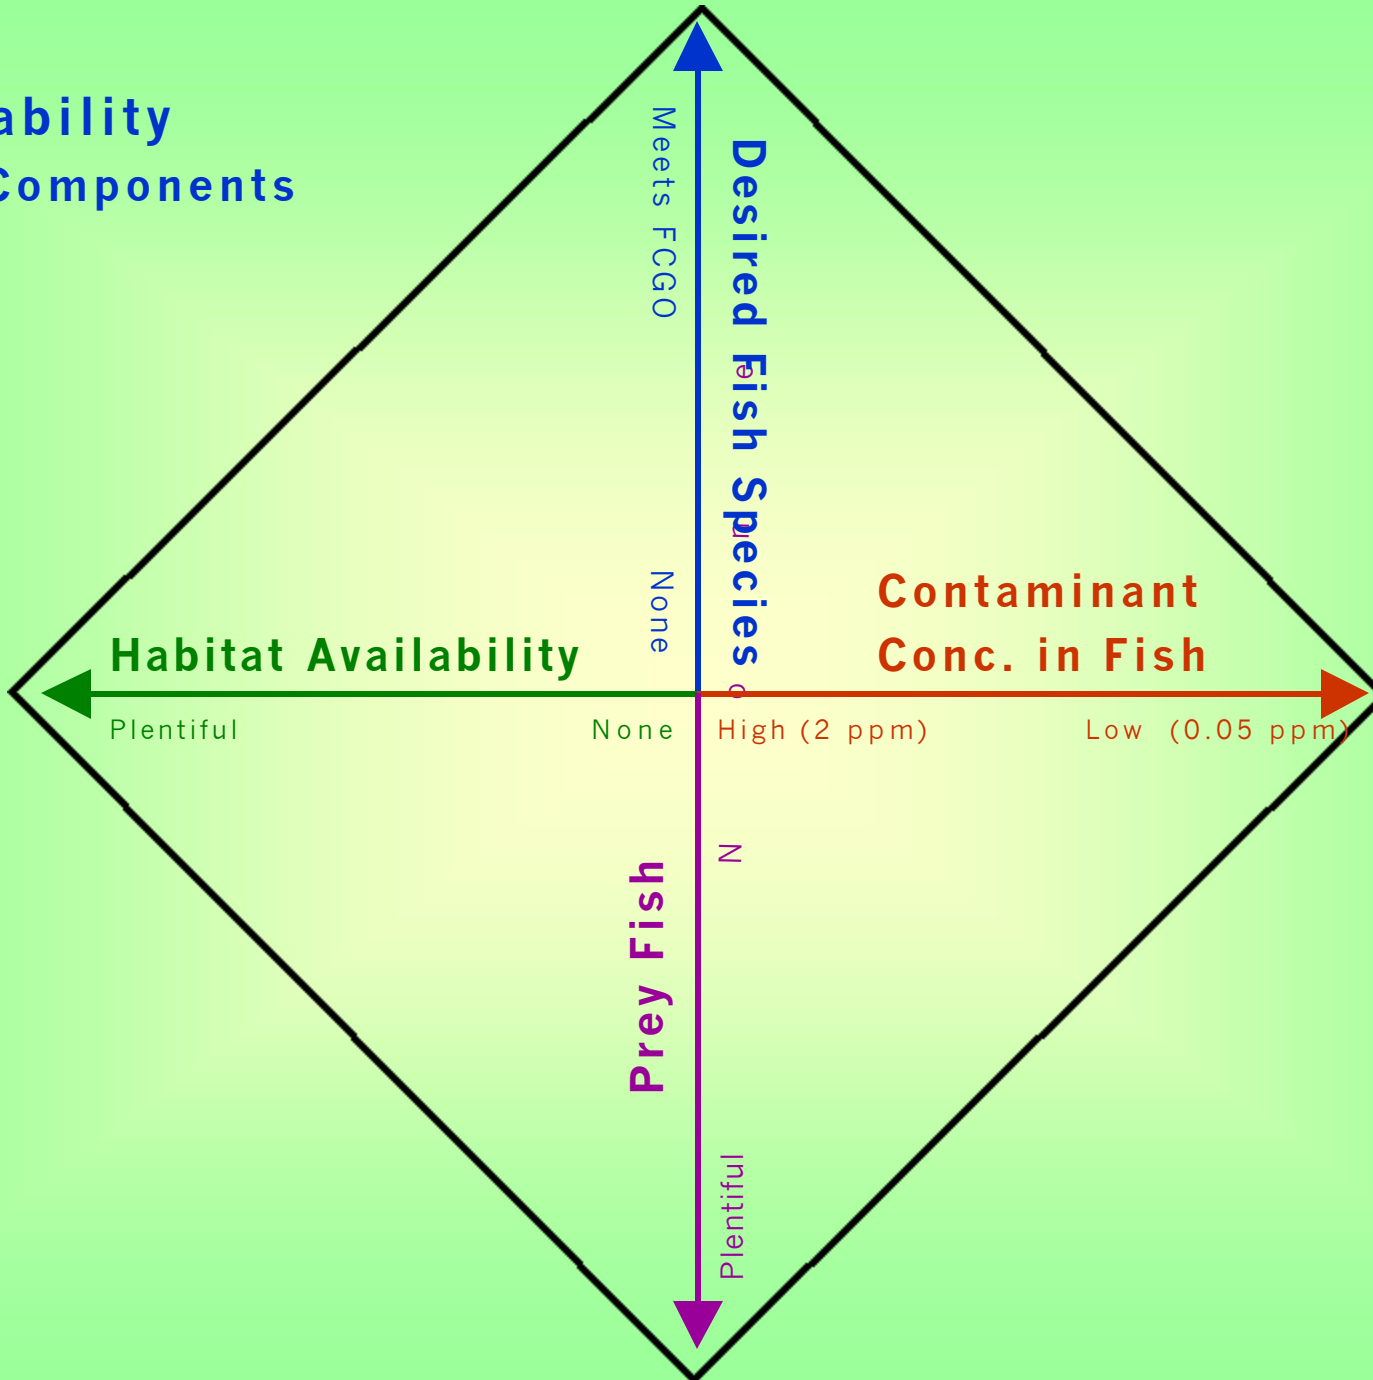 ability
Components
Meets FCGO
Desired Fish Species
None
Contaminant
Conc. in Fish
Habitat Availability
Plentiful
None
High (2 ppm)
Low (0.05 ppm)
N
o
n
e
Prey Fish
Plentiful